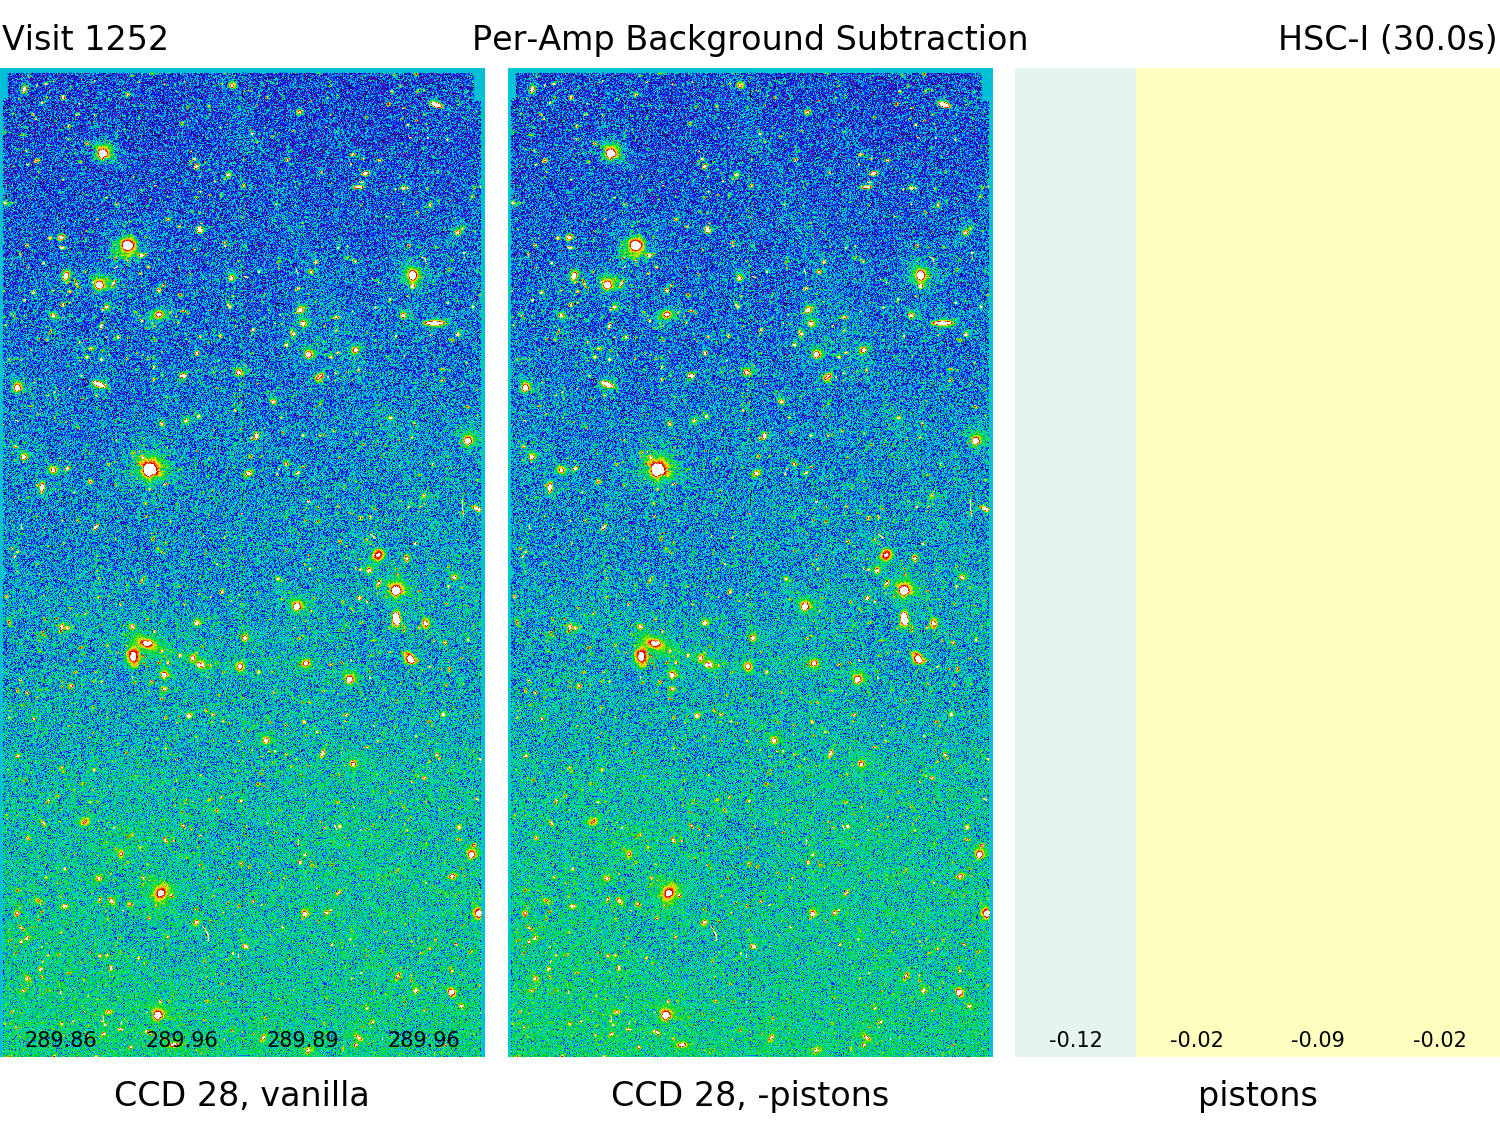 Visit 1252 Per-Amp Background Subtraction HSC-I (30.0s)
289.86 289.96 289.89 289.96 -0.12 -0.02 -0.09 -0.02
CCD 28, vanilla CCD 28, -pistons pistons